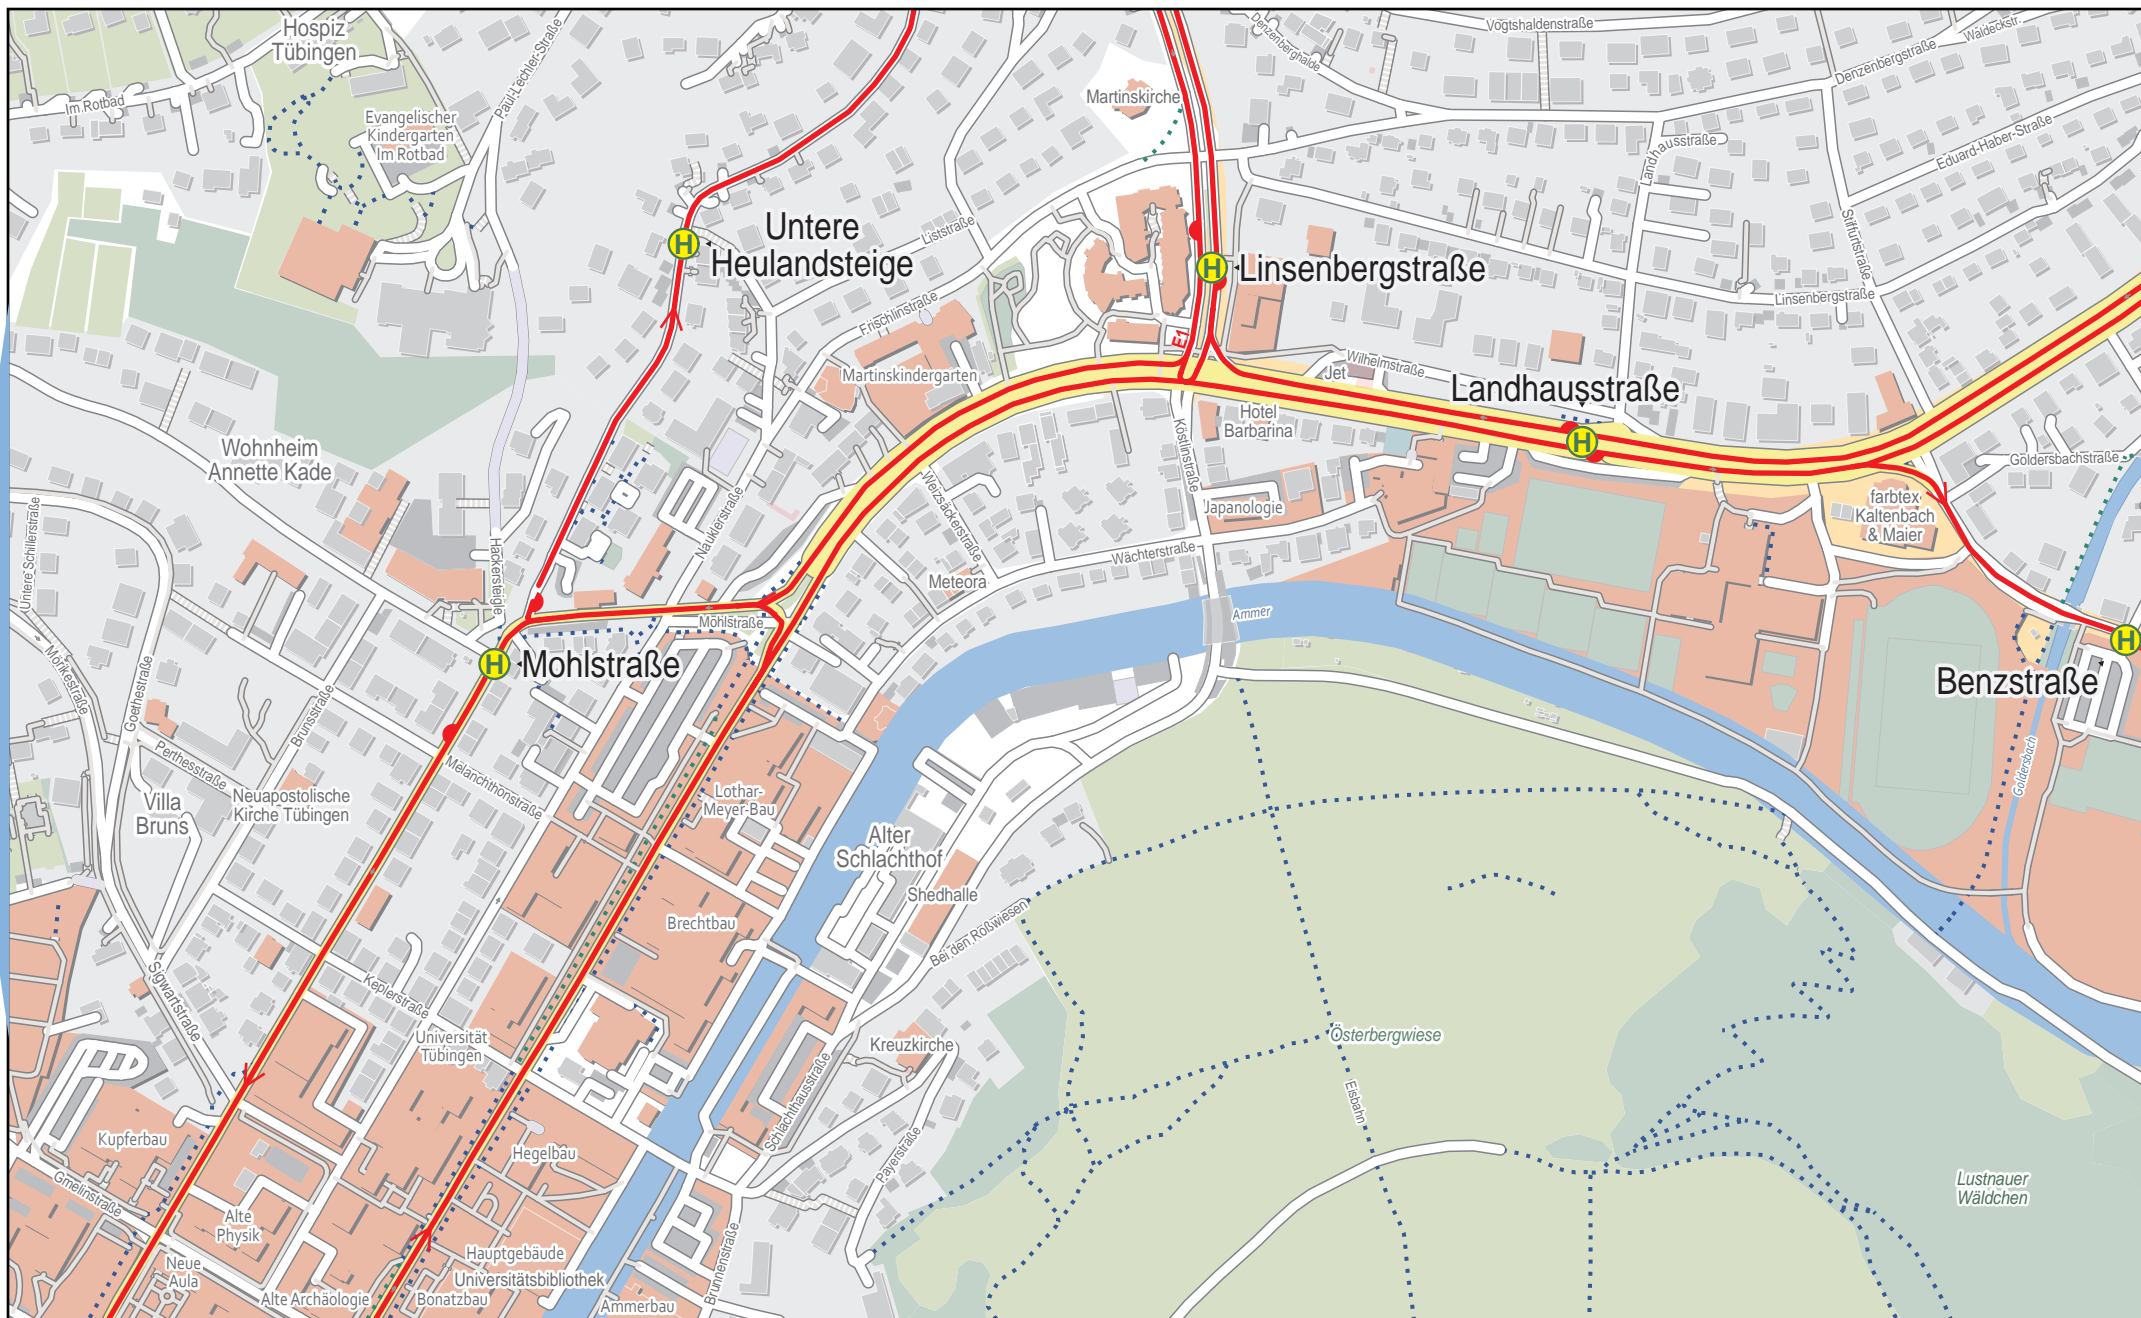 Hospiz
Tübingen
Im Rotbad
Evangelischer
Kindergarten
Im Rotbad
Paul-Lechler-Straße
Martinskirche
Denzenberghalde
Vogtshaldenstraße
Denzenbergstraße
Waldeckstr.
Landhausstraße
Landhausstraße
Eduard-Haber-Straße
Stiffurtstraße
Linsenbergstraße
H
Untere
Heulandsteige
Liststraße
Frischlinstraße
H
Linsenbergstraße
E1
Martinskindergarten
Wilhelmstraße
Jet
Landhausstraße
H
Hotel
Barbarina
Köstlinstraße
Wohnheim
Annette Kade
Untere Schillerstraße
Hackersteigle
Nauklerstraße
Weizsäckerstraße
Japanologie
Wächterstraße
Meteora
Goldersbachstraße
farbtex
Kaltenbach
& Maier
Ammer
Mohlstraße
H
Mohlstraße
H
Benzstraße
Goldersbach
Mörikestraße
Goethestraße
Brunsstraße
Perthesstraße
Melanchthonstraße
Villa
Bruns
Neuapostolische
Kirche Tübingen
Lothar-
Meyer-Bau
Alter
Schlachthof
Shedhalle
Brechtbau
Bei den Roßwiesen
Sigwartstraße
Keplerstraße
Universität
Tübingen
Kreuzkirche
Österbergwiese
Eisbahn
Schlachthausstraße
Payerstraße
Kupferbau
Hegelbau
Gmelinstraße
Alte
Physik
Neue
Aula
Alte Archäologie
Hauptgebäude
Universitätsbibliothek
Bonatzbau
Ammerbau
Brunnenstraße
Lustnauer
Wäldchen